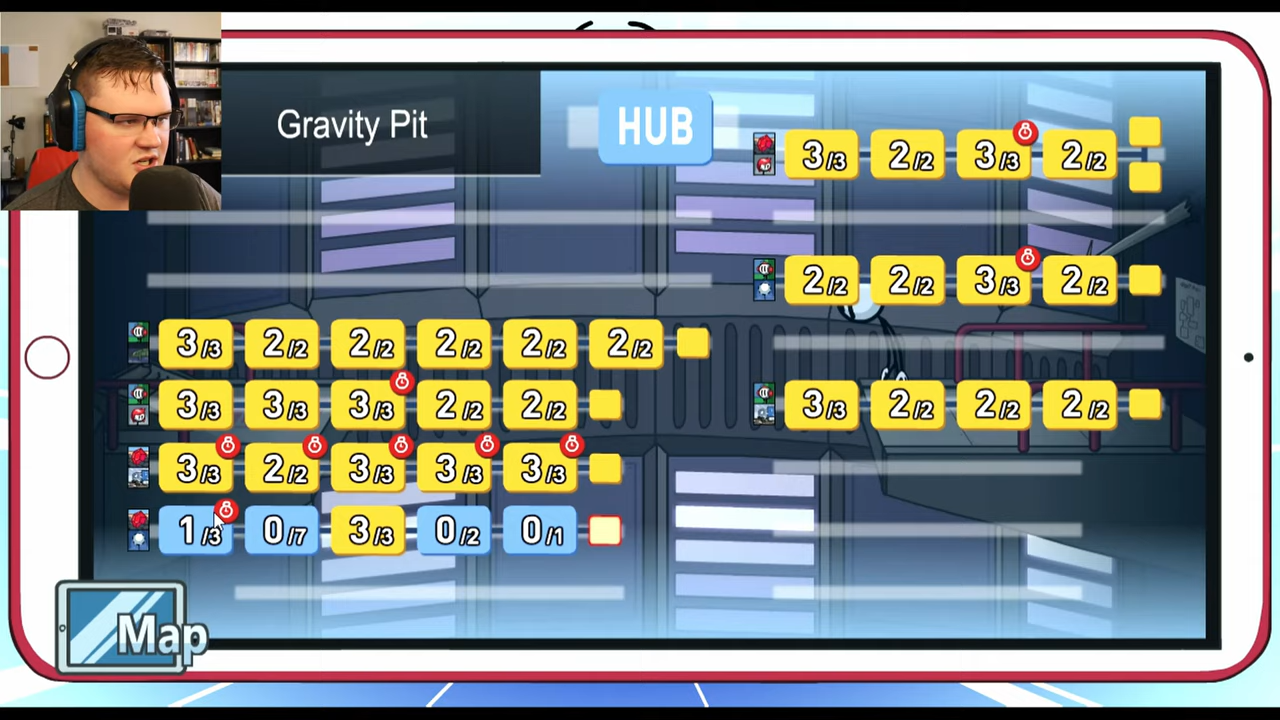 Gravity Pit
HUB
3/3 2/2 3/3 2/2
2/2 2/2 3/3 2/2
3/3 2/2 2/2 2/2 2/2 2/2
3/3 3/3 3/3 2/2 2/2
3/3 2/2 2/2 2/2
3/3 2/2 3/3 3/3 3/3
1/3 0/7 3/3 0/2 0/1
Map